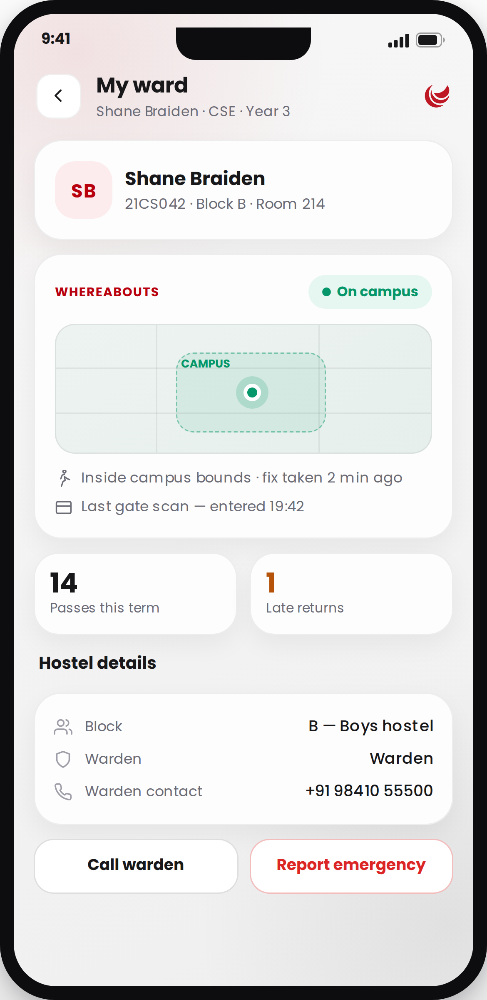 9:41
My ward
Shane Braiden · CSE · Year 3
SB
Shane Braiden
21CS042 · Block B · Room 214
WHEREABOUTS
On campus
CAMPUS
Inside campus bounds · fix taken 2 min ago
Last gate scan — entered 19:42
14
Passes this term
1
Late returns
Hostel details
Block
B — Boys hostel
Warden
Warden
Warden contact
+91 98410 55500
Call warden
Report emergency